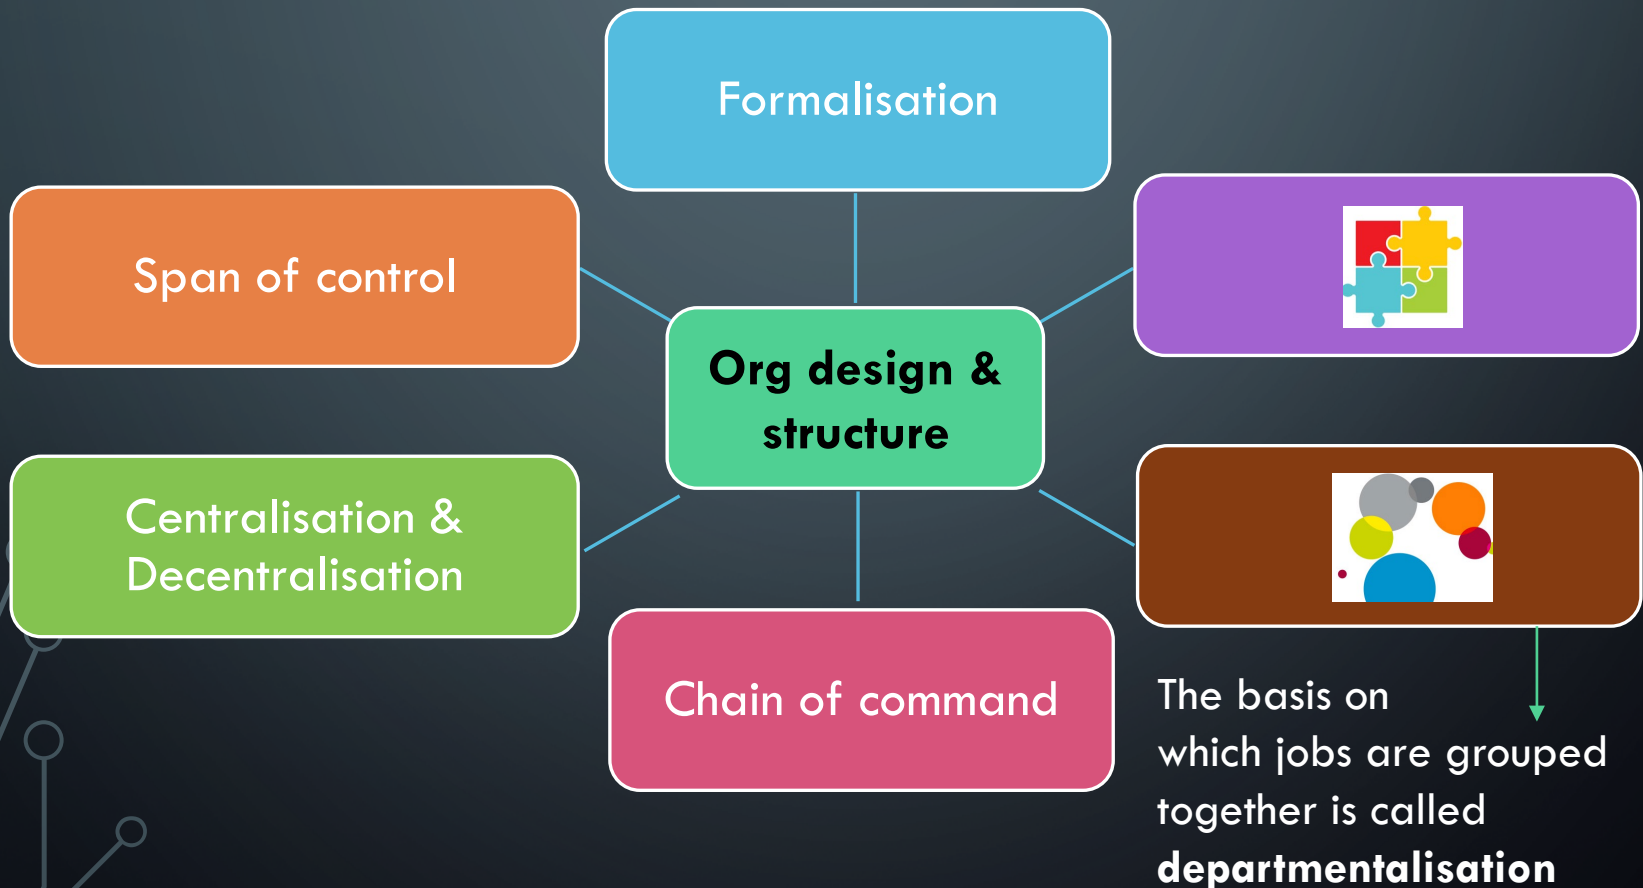 Formalisation
Span of control
Org design &
structure
Centralisation &
Decentralisation
Chain of command
The basis on
which jobs are grouped
together is called
departmentalisation